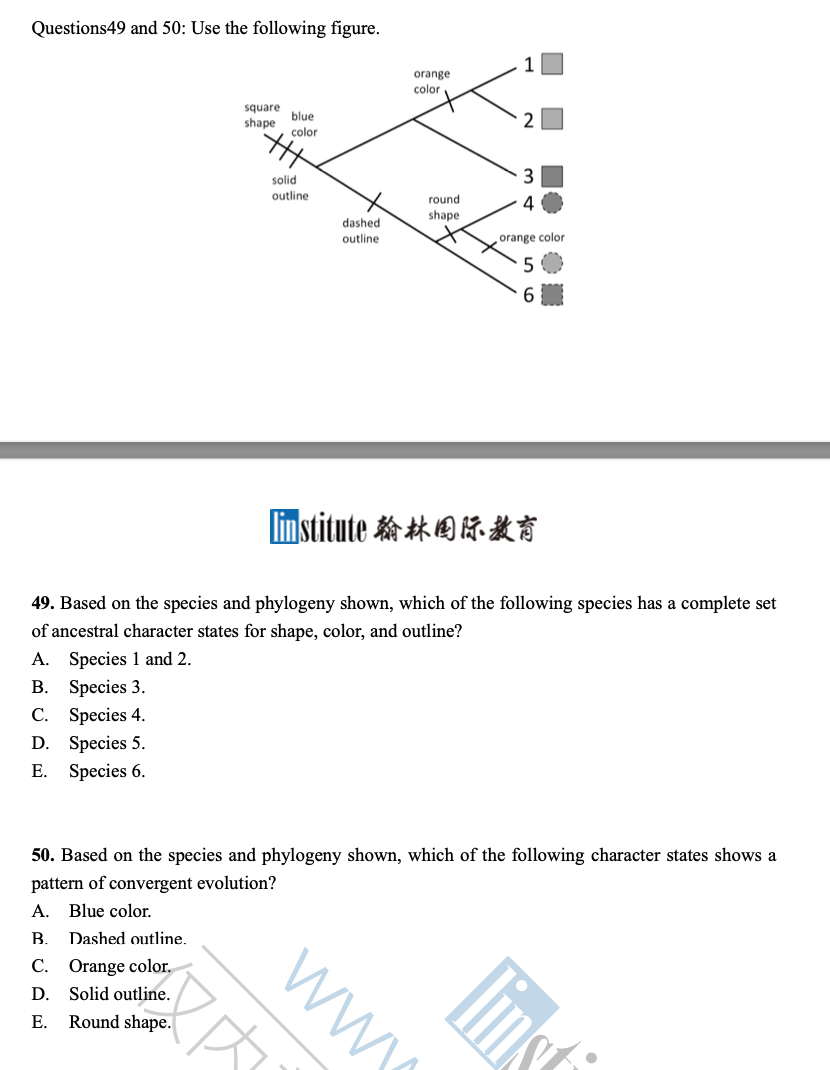 Questions49 and 50: Use the following figure.
orange
color
1
square
shape
blue
color
2
solid
outline
3
round
shape
4
dashed
outline
orange color
5
6
linstitute 翰林国际教育
49. Based on the species and phylogeny shown, which of the following species has a complete set
of ancestral character states for shape, color, and outline?
A. Species 1 and 2.
B. Species 3.
C. Species 4.
D. Species 5.
E. Species 6.
50. Based on the species and phylogeny shown, which of the following character states shows a
pattern of convergent evolution?
A. Blue color.
B. Dashed outline.
C. Orange color.
D. Solid outline.
E. Round shape.
仅内
www
linsti